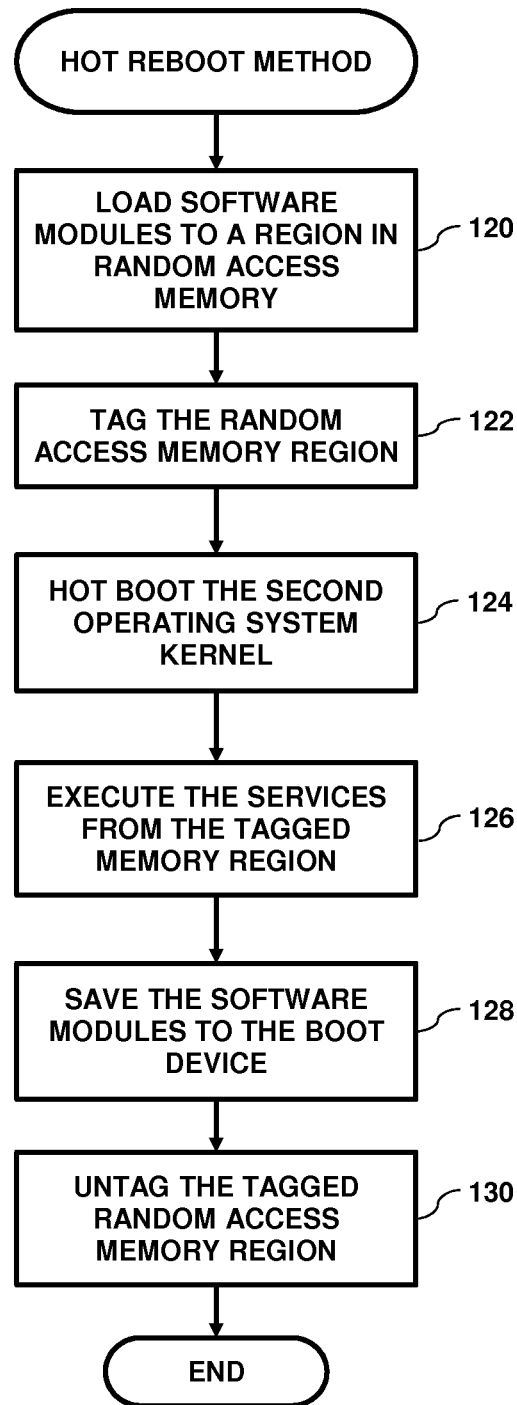 HOT REBOOT METHOD
LOAD SOFTWARE
MODULES TO A REGION IN
RANDOM ACCESS
MEMORY
120
TAG THE RANDOM
ACCESS MEMORY REGION
122
HOT BOOT THE SECOND
OPERATING SYSTEM
KERNEL
124
EXECUTE THE SERVICES
FROM THE TAGGED
MEMORY REGION
126
SAVE THE SOFTWARE
MODULES TO THE BOOT
DEVICE
128
UNTAG THE TAGGED
RANDOM ACCESS
MEMORY REGION
130
END